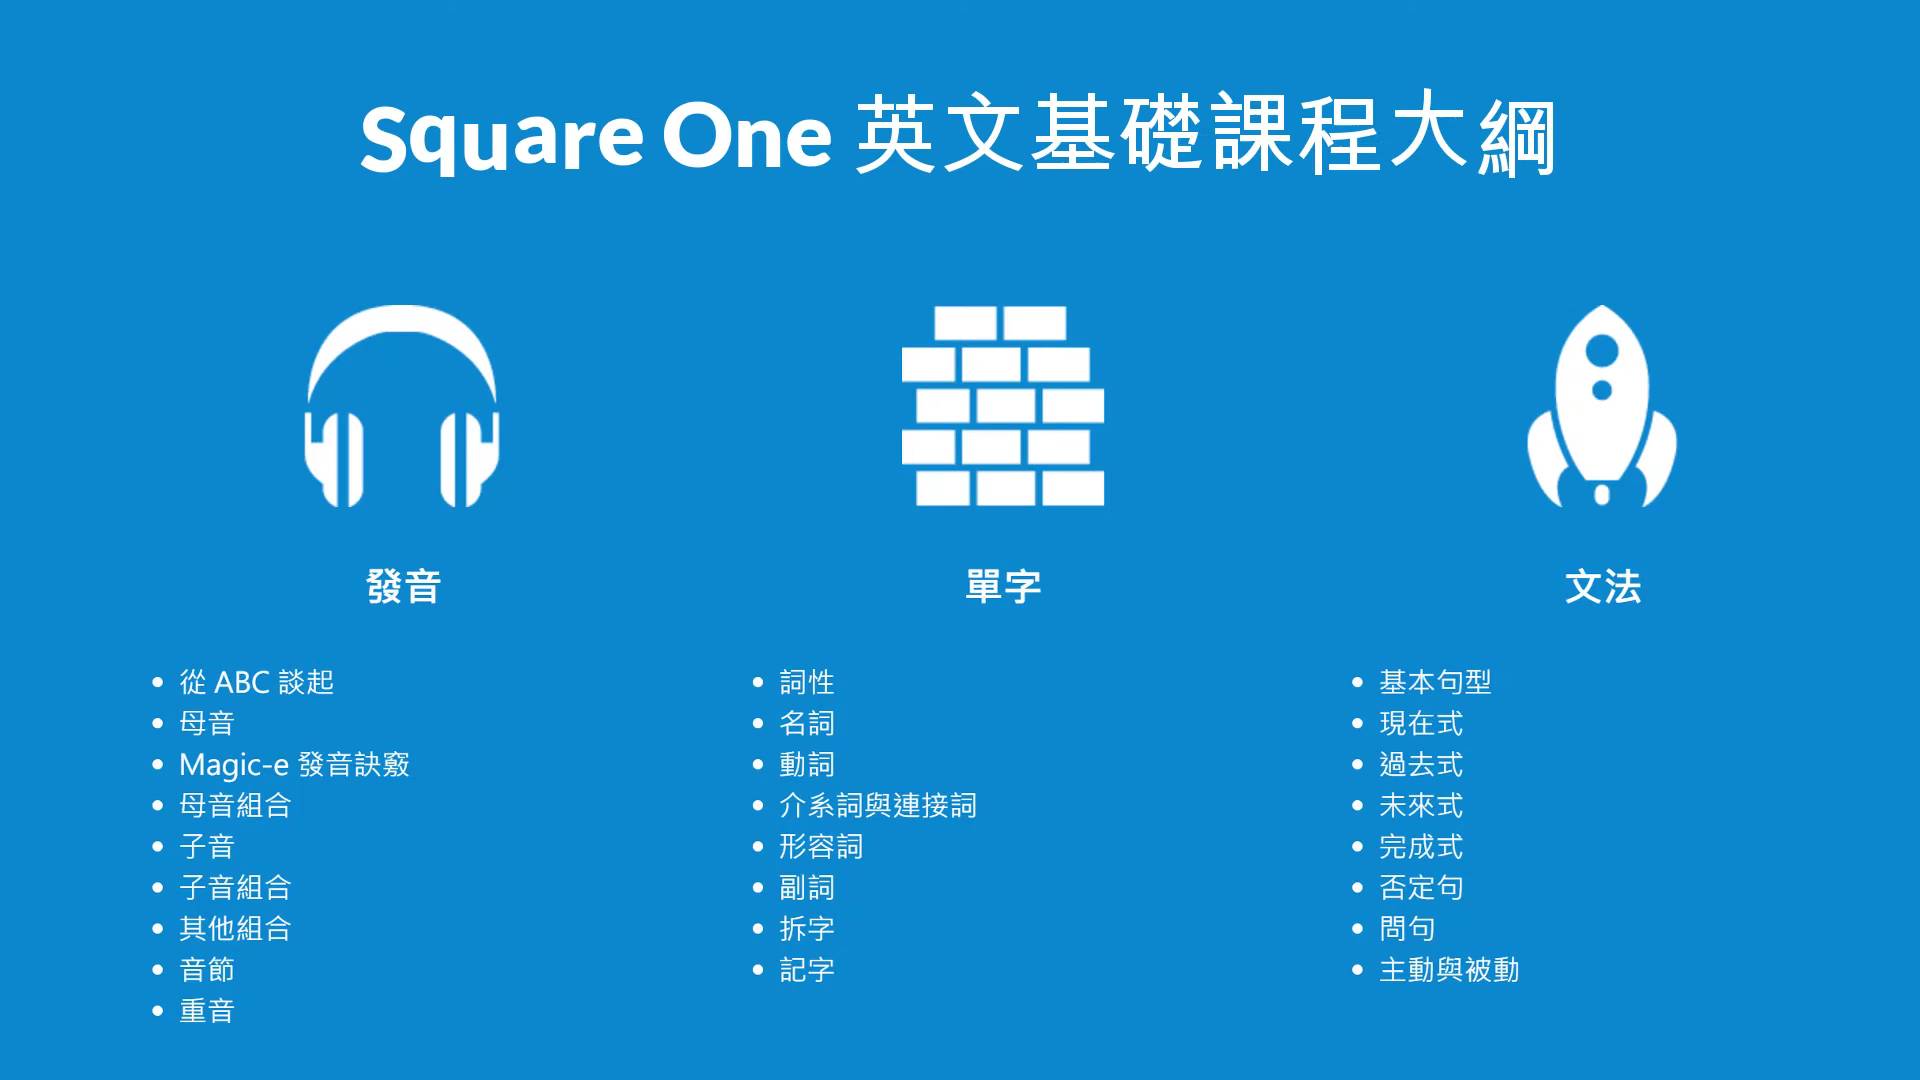 Square One 英文基礎課程大綱
發音
從 ABC 談起
母音
Magic-e 發音訣竅
母音組合
子音
子音組合
其他組合
音節
重音
單字
詞性
名詞
動詞
介系詞與連接詞
形容詞
副詞
拆字
記字
文法
基本句型
現在式
過去式
未來式
完成式
否定句
問句
主動與被動